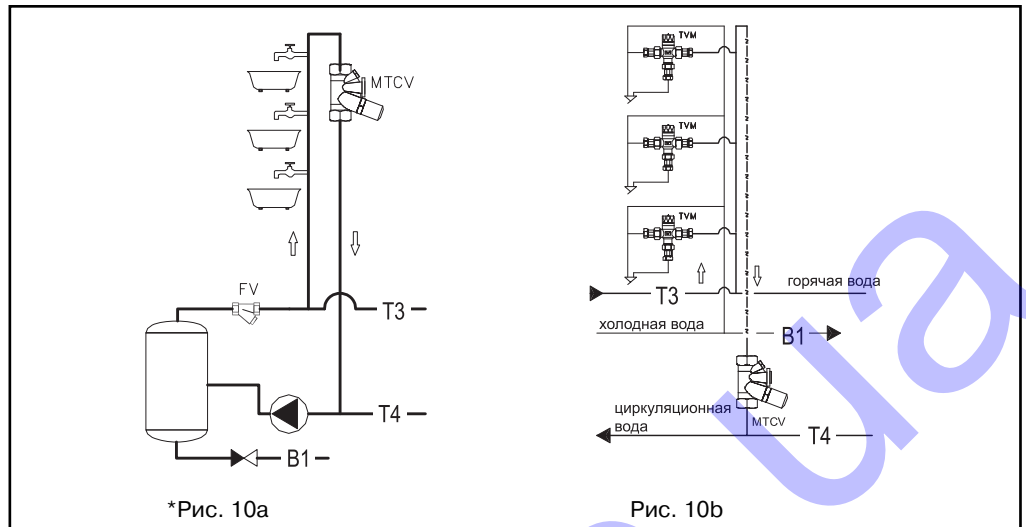 MTCV
FV
T3
T4
B1
*Рис. 10a
TVM
TVM
TVM
горячая вода
T3
холодная вода
B1
циркуляционная
вода
MTCV
T4
Рис. 10b
ua